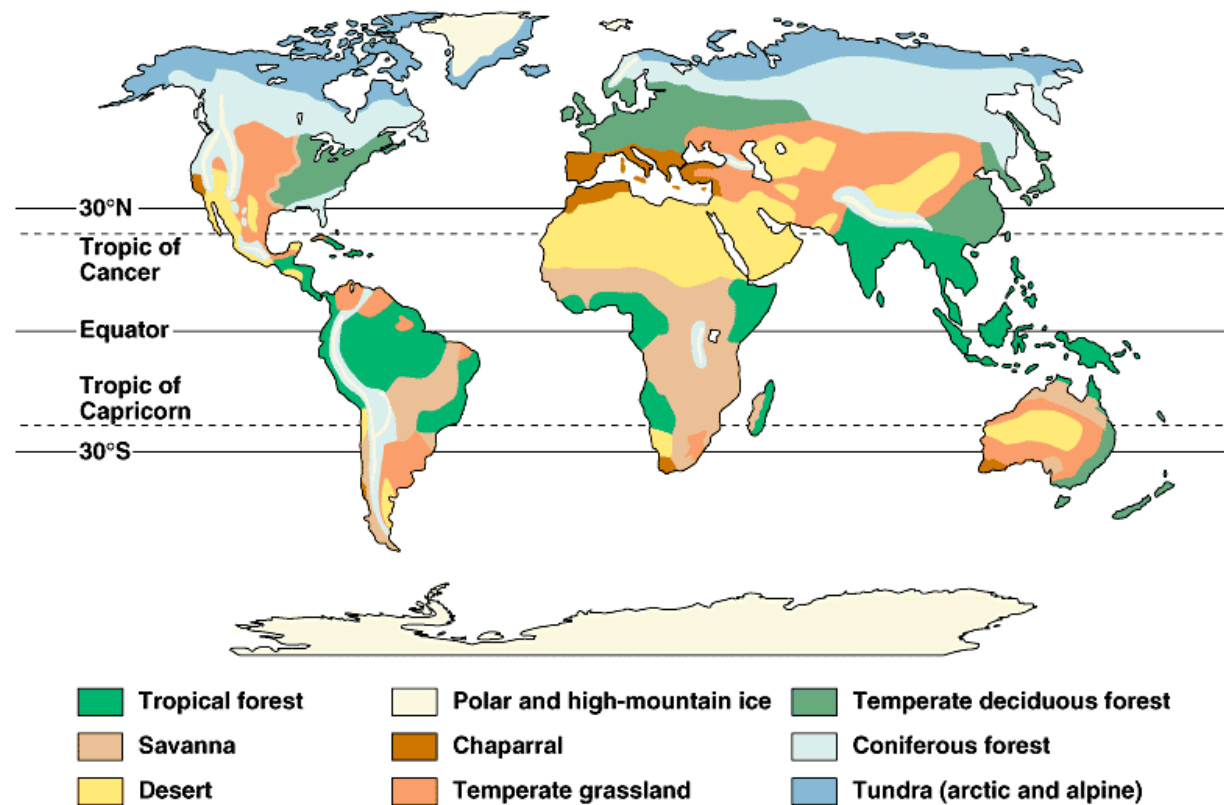 30°N
Tropic of
Cancer
Equator
Tropic of
Capricorn
30°S
Tropical forest
Polar and high-mountain ice
Temperate deciduous forest
Savanna
Chaparral
Coniferous forest
Desert
Temperate grassland
Tundra (arctic and alpine)